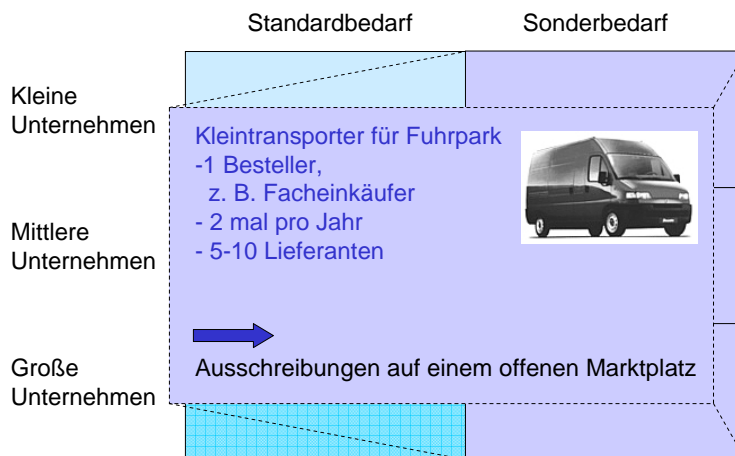 Standardbedarf Sonderbedarf
Kleine
Unternehmen
Kleintransporter für Fuhrpark
-1 Besteller,
z. B. Facheinkäufer
- 2 mal pro Jahr
- 5-10 Lieferanten
Mittlere
Unternehmen
Große
Unternehmen
Ausschreibungen auf einem offenen Marktplatz